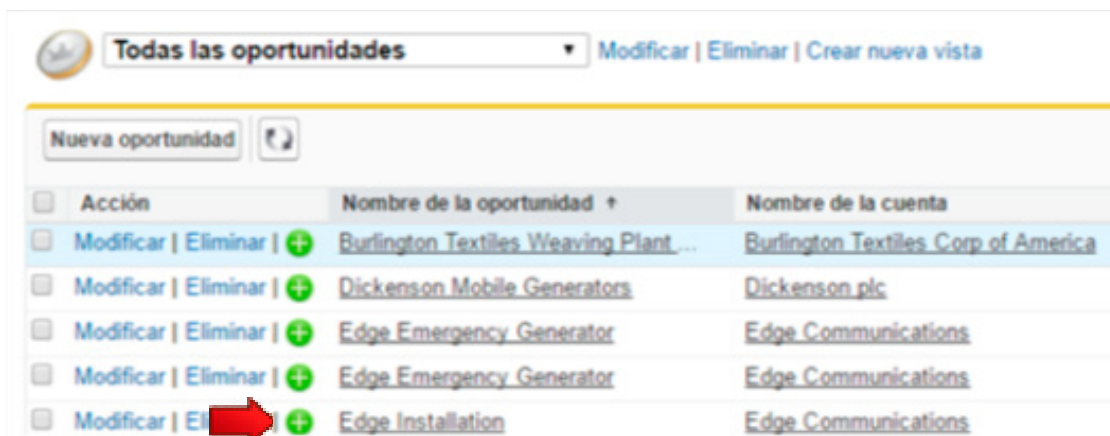 Todas las oportunidades Modificar | Eliminar | Crear nueva vista
Nueva oportunidad
Acción Nombre de la oportunidad ↑ Nombre de la cuenta
Modificar | Eliminar | Burlington Textiles Weaving Plant ... Burlington Textiles Corp of America
Modificar | Eliminar | Dickenson Mobile Generators Dickenson plc
Modificar | Eliminar | Edge Emergency Generator Edge Communications
Modificar | Eliminar | Edge Emergency Generator Edge Communications
Modificar | El | Edge Installation Edge Communications